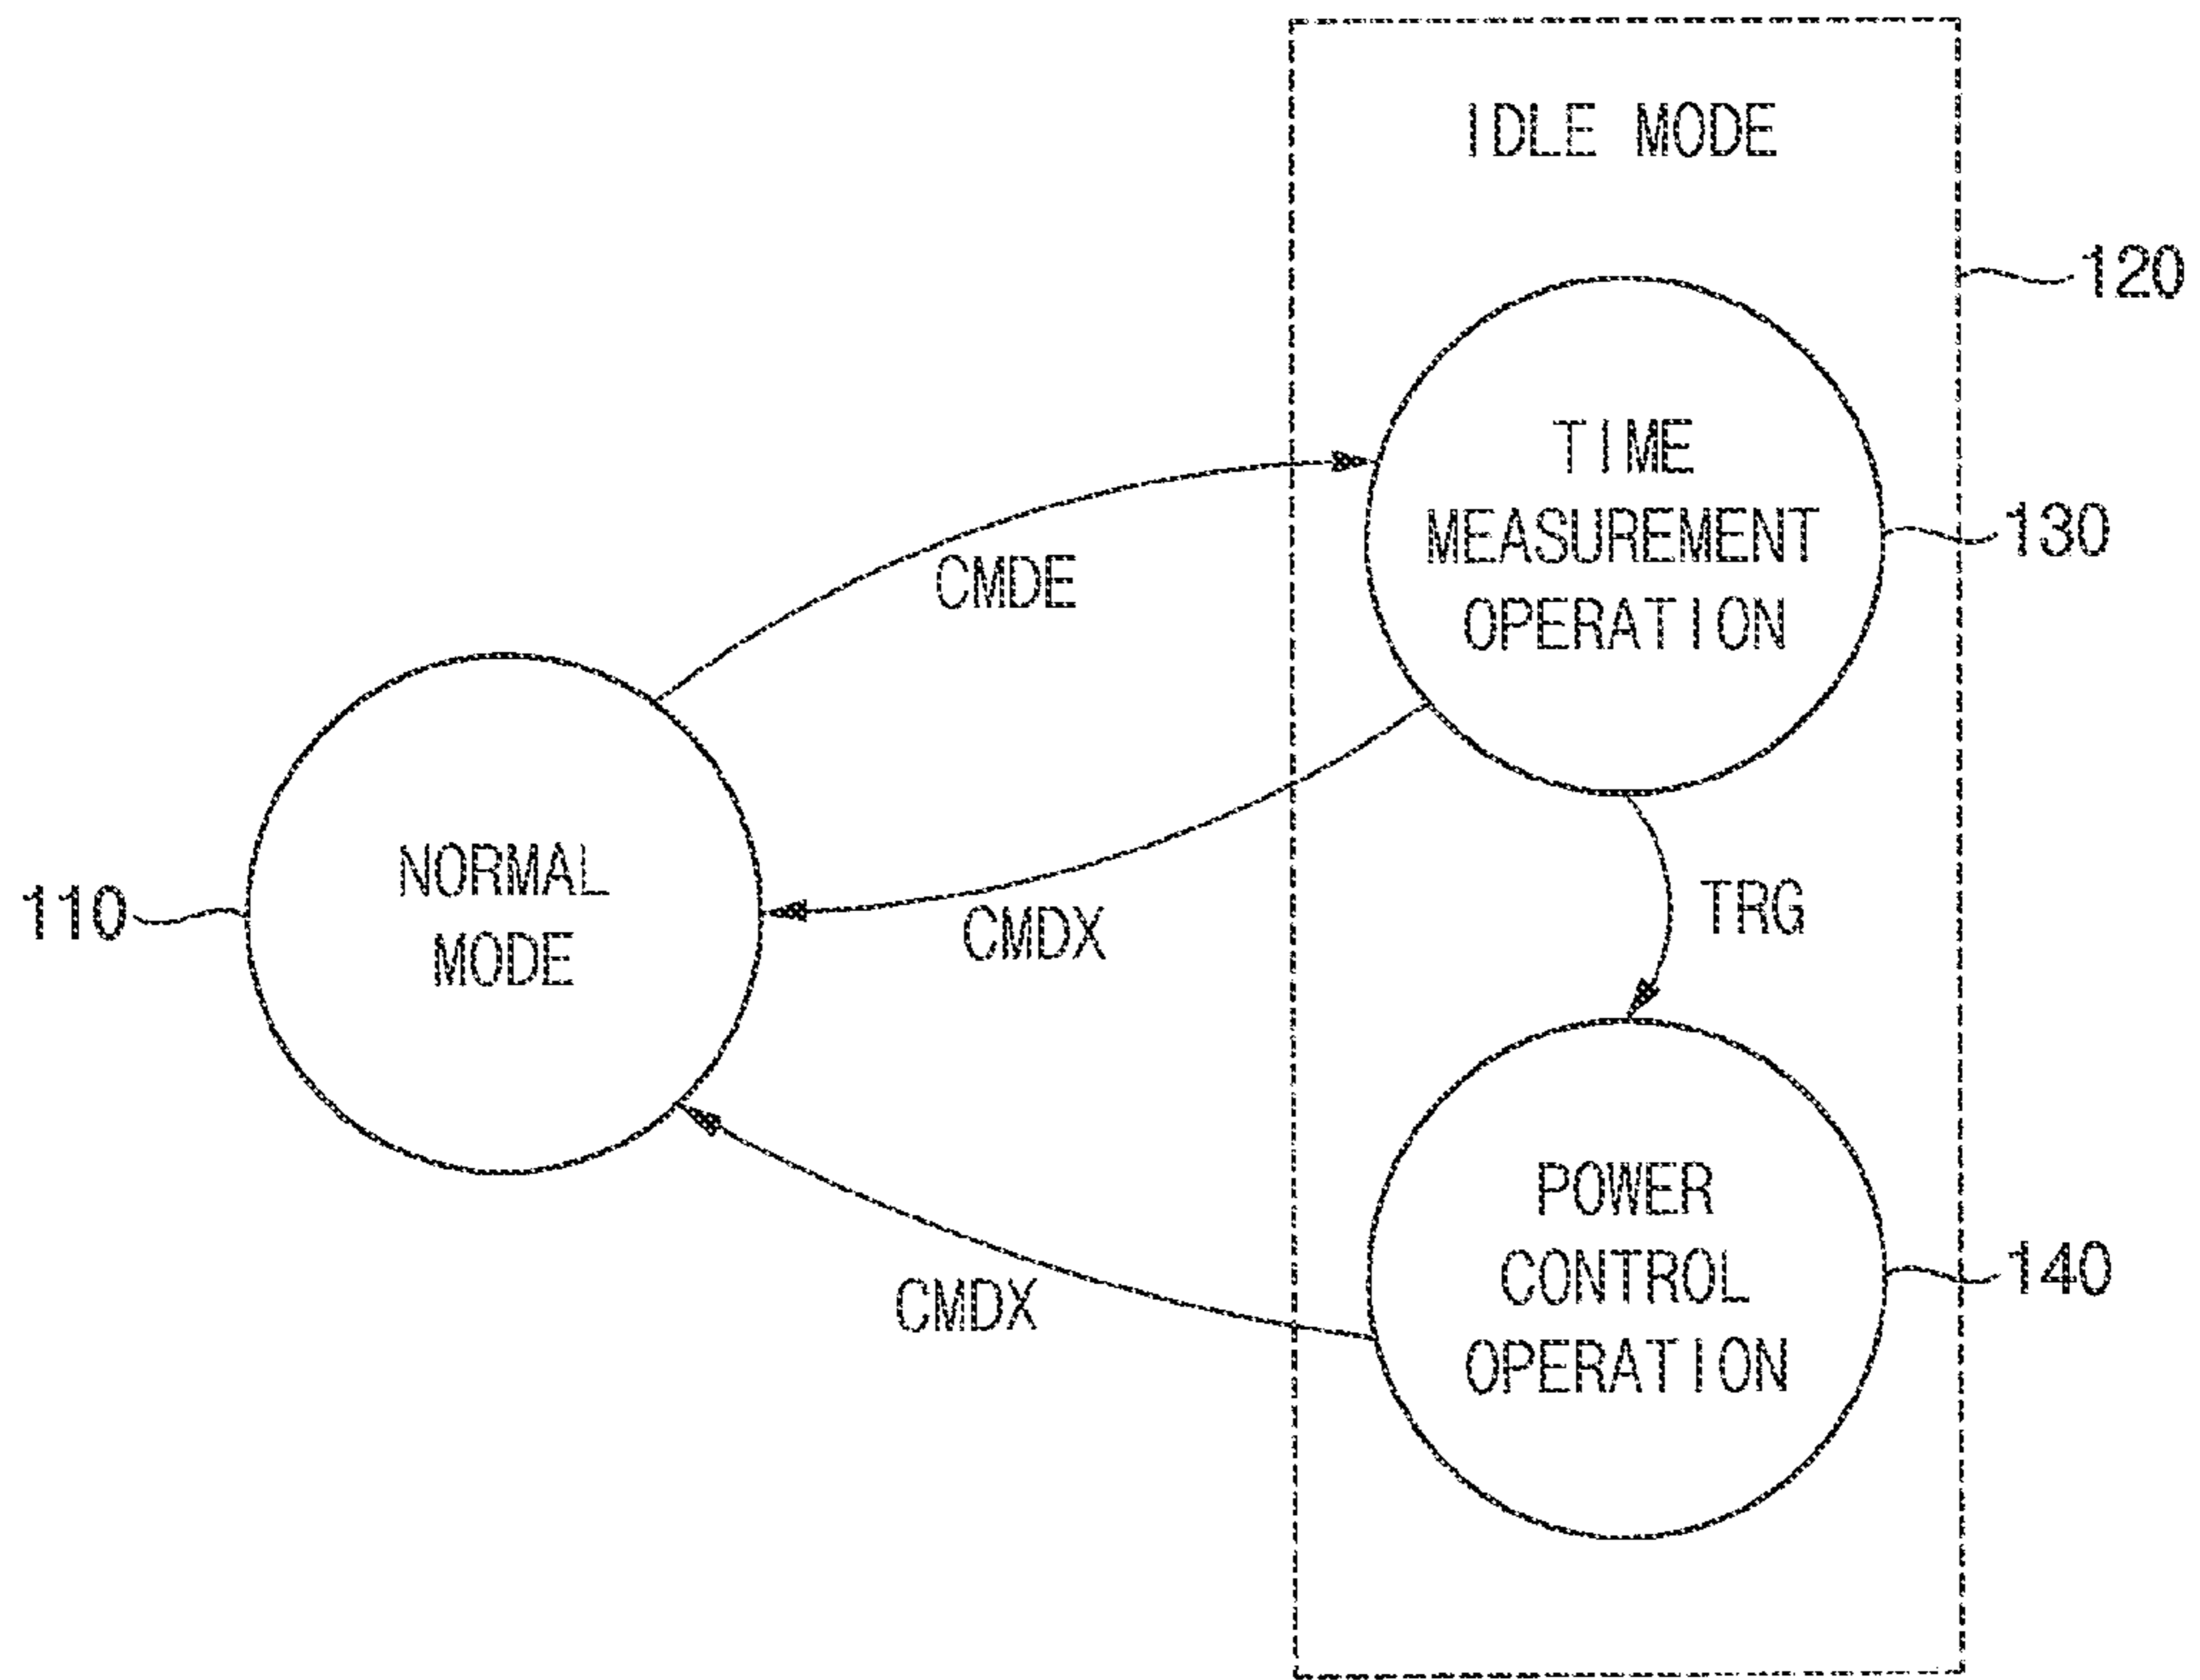 IDLE MODE
120
TIME
MEASUREMENT
OPERATION
130
CMDE
NORMAL
MODE
110
CMDX
TRG
POWER
CONTROL
OPERATION
140
CMDX